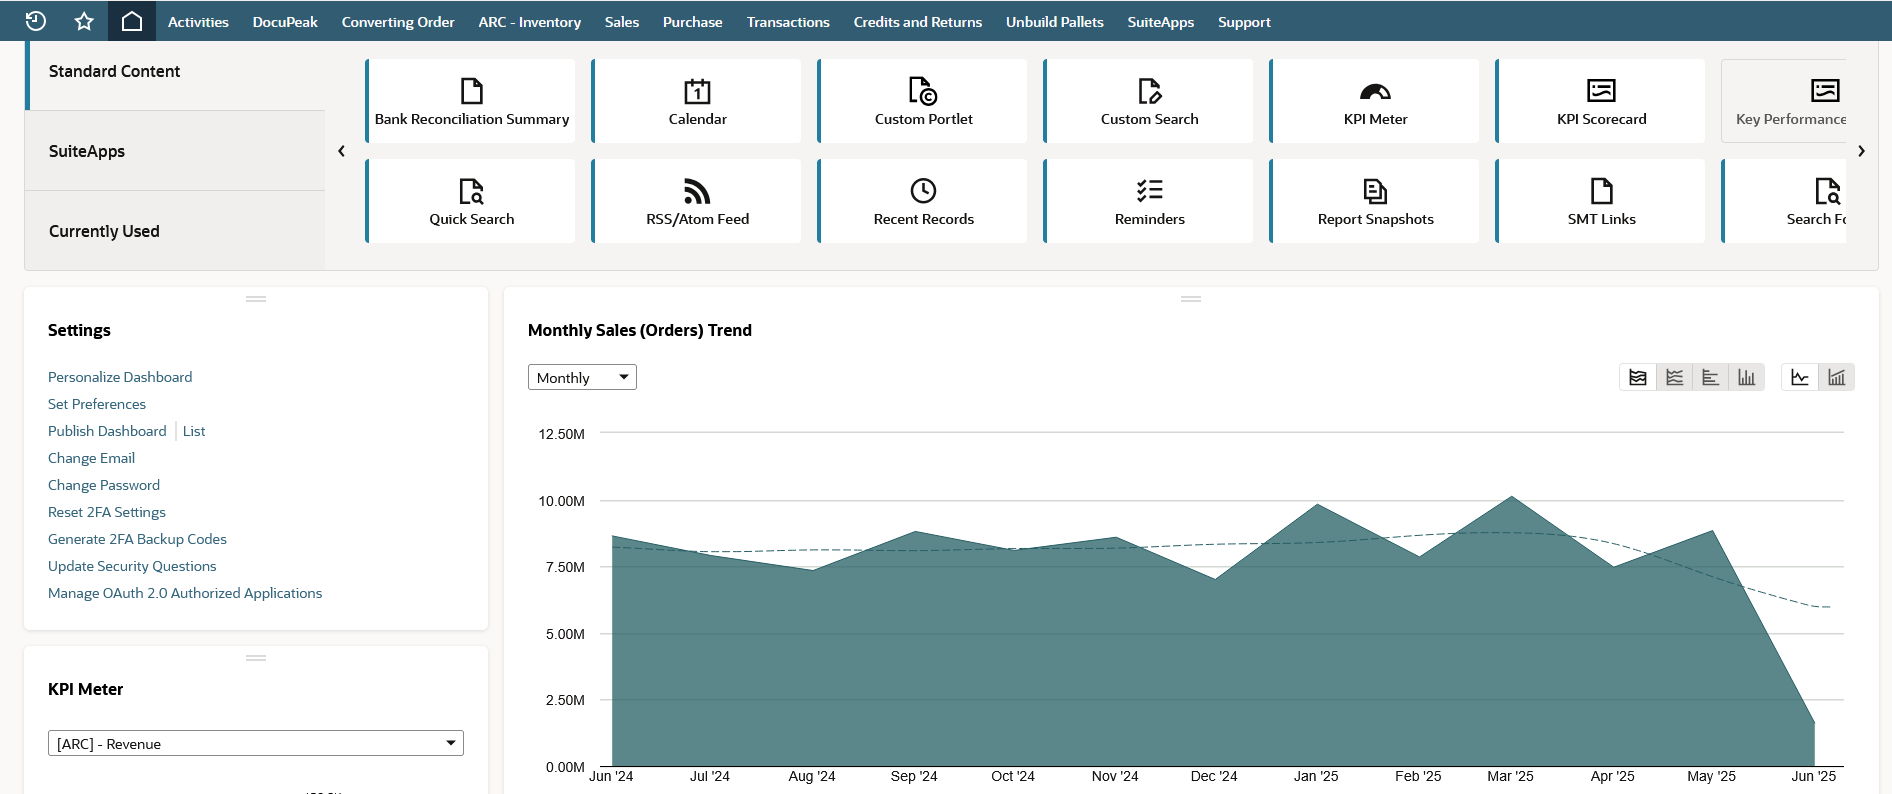 Activities DocuPeak Converting Order ARC - Inventory Sales Purchase Transactions Credits and Returns Unbuild Pallets SuiteApps Support
Standard Content
SuiteApps
Currently Used
Bank Reconciliation Summary
1
Calendar
Custom Portlet
Custom Search
KPI Meter
KPI Scorecard
Key Performance
Quick Search
RSS/Atom Feed
Recent Records
Reminders
Report Snapshots
SMT Links
Search
Settings
Personalize Dashboard
Set Preferences
Publish Dashboard List
Change Email
Change Password
Reset 2FA Settings
Generate 2FA Backup Codes
Update Security Questions
Manage OAuth 2.0 Authorized Applications
KPI Meter
[ARC] - Revenue
Monthly Sales (Orders) Trend
Monthly
12.50M
10.00M
7.50M
5.00M
2.50M
0.00M
Jun '24 Jul '24 Aug '24 Sep '24 Oct '24 Nov '24 Dec '24 Jan '25 Feb '25 Mar '25 Apr '25 May '25 Jun '25